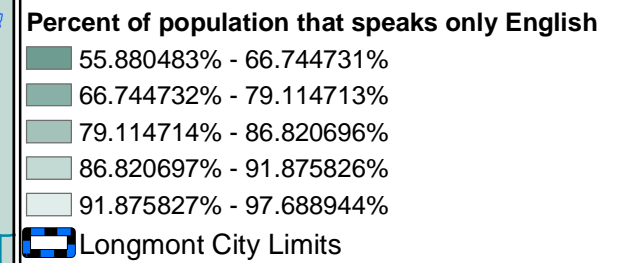 Percent of population that speaks only English
55.880483% - 66.744731%
66.744732% - 79.114713%
79.114714% - 86.820696%
86.820697% - 91.875826%
91.875827% - 97.688944%
Longmont City Limits